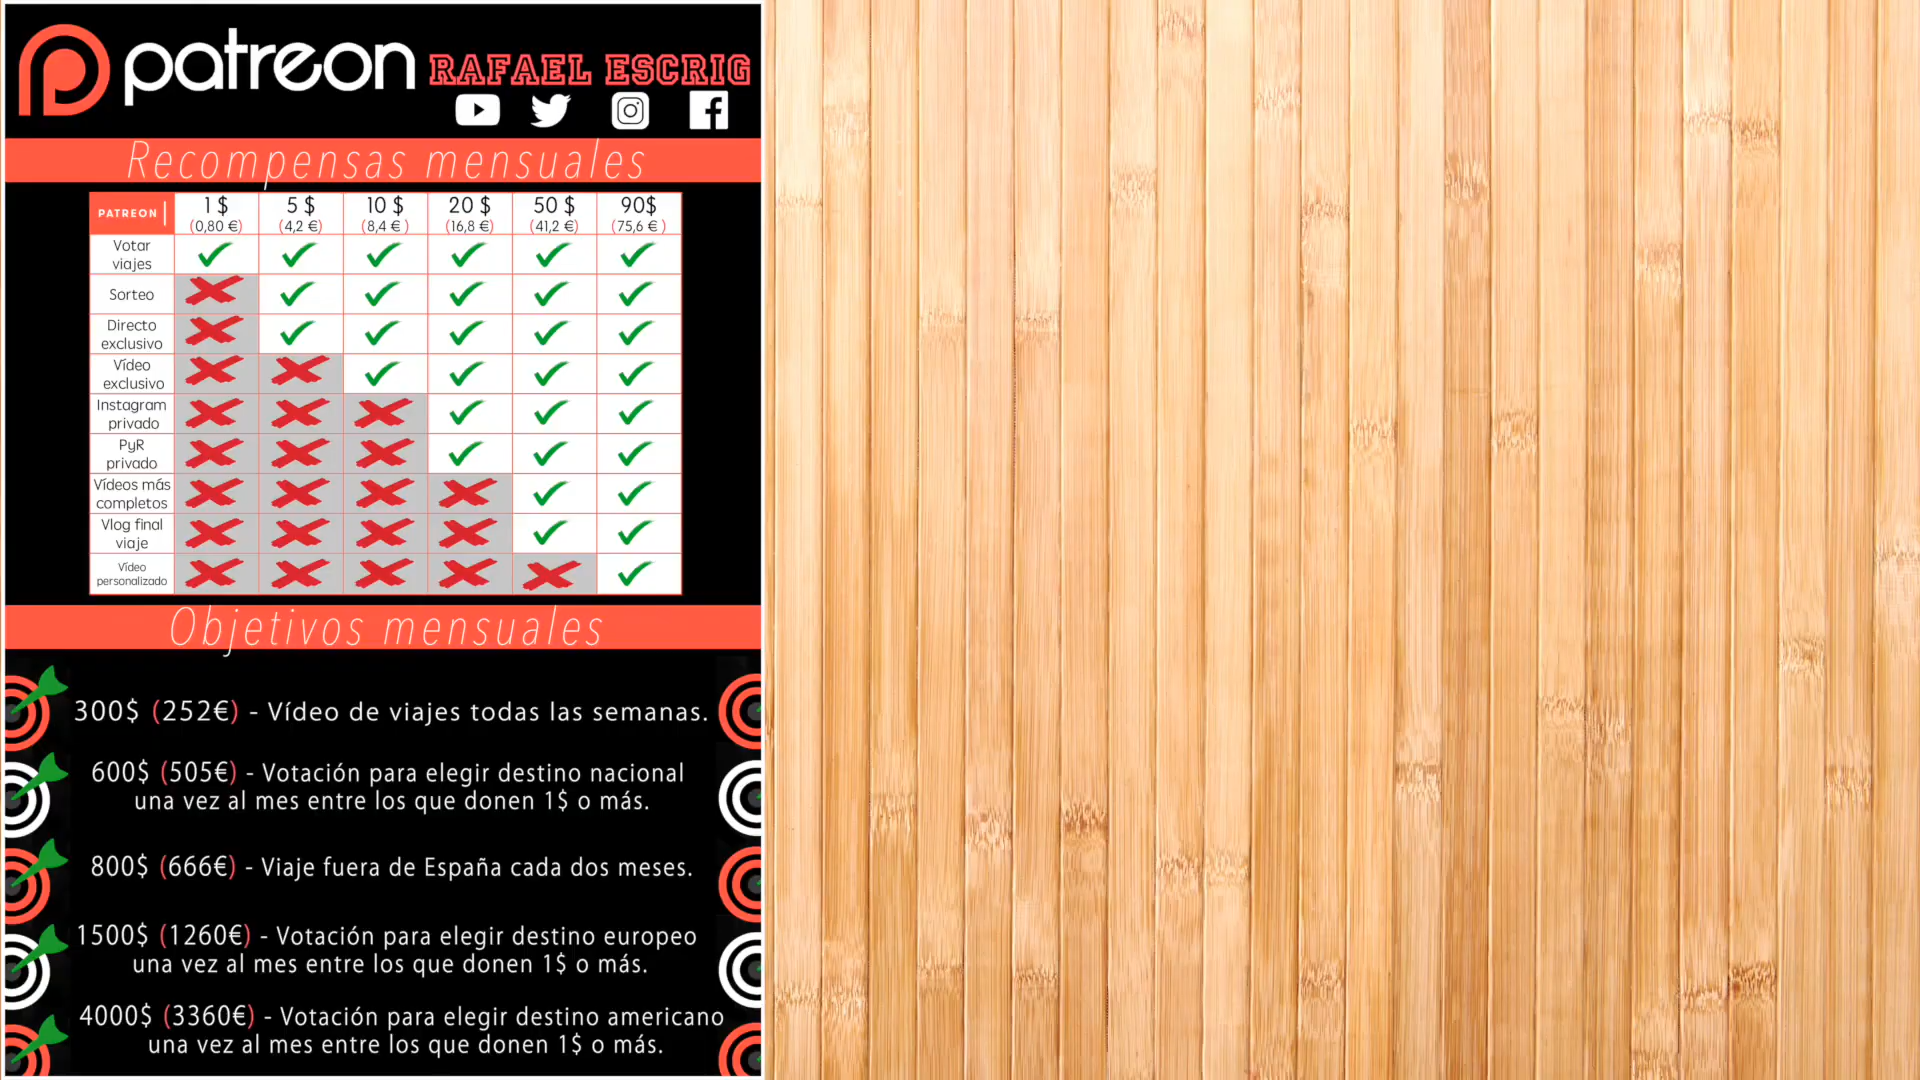 patreon RAFAEL ESCRIG
Recompensas mensuales
PATREON 1 $ 5 $ 10 $ 20 $ 50 $ 90$
(0,80 €) (4,2 €) (8,4 €) (16,8 €) (41,2 €) (75,6 €)
Votar
viajes
Sorteo
Directo
exclusivo
Vídeo
exclusivo
Instagram
privado
PyR
privado
Vídeos más
completos
Vlog final
viaje
Vídeo
personalizado
Objetivos mensuales
300$ (252€) - Vídeo de viajes todas las semanas.
600$ (505€) - Votación para elegir destino nacional
una vez al mes entre los que donen 1$ o más.
800$ (666€) - Viaje fuera de España cada dos meses.
1500$ (1260€) - Votación para elegir destino europeo
una vez al mes entre los que donen 1$ o más.
4000$ (3360€) - Votación para elegir destino americano
una vez al mes entre los que donen 1$ o más.